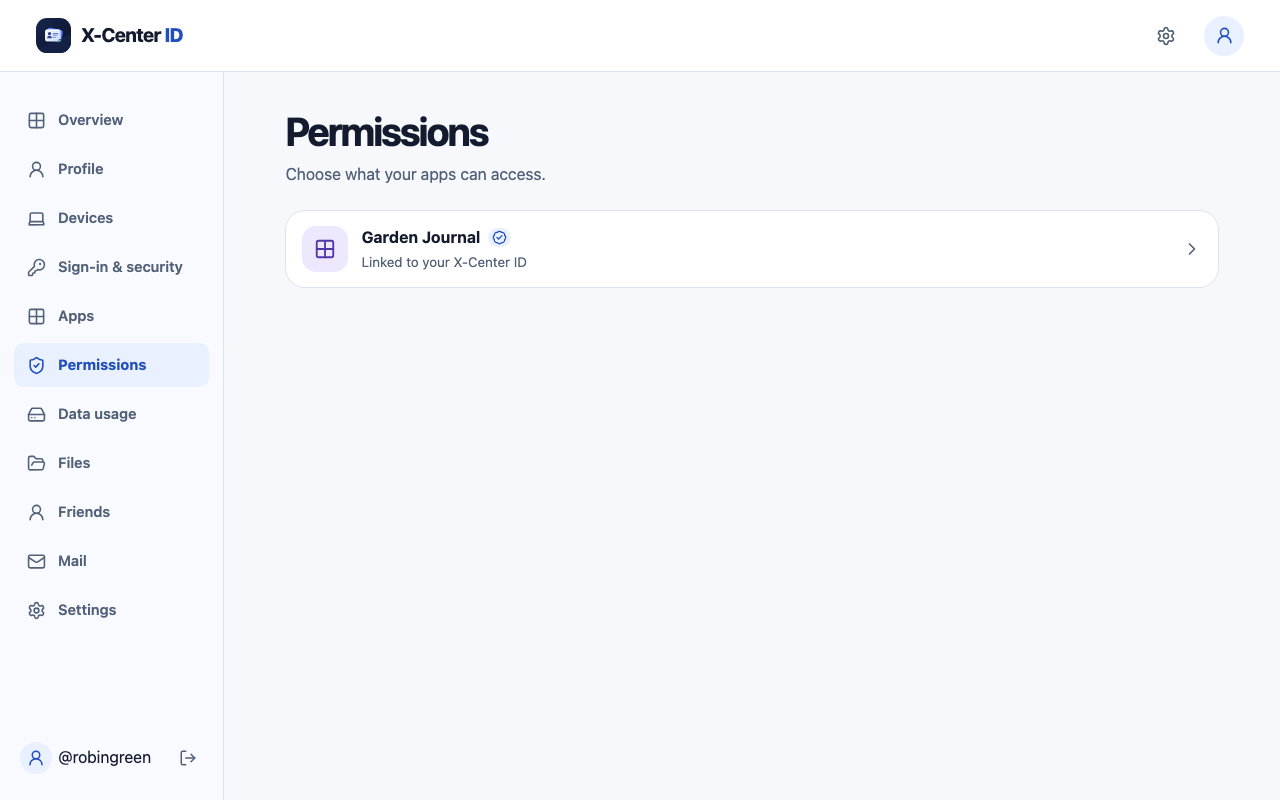 X-Center ID
Overview
Profile
Devices
Sign-in & security
Apps
Permissions
Data usage
Files
Friends
Mail
Settings
@robingreen
Permissions
Choose what your apps can access.
Garden Journal
Linked to your X-Center ID